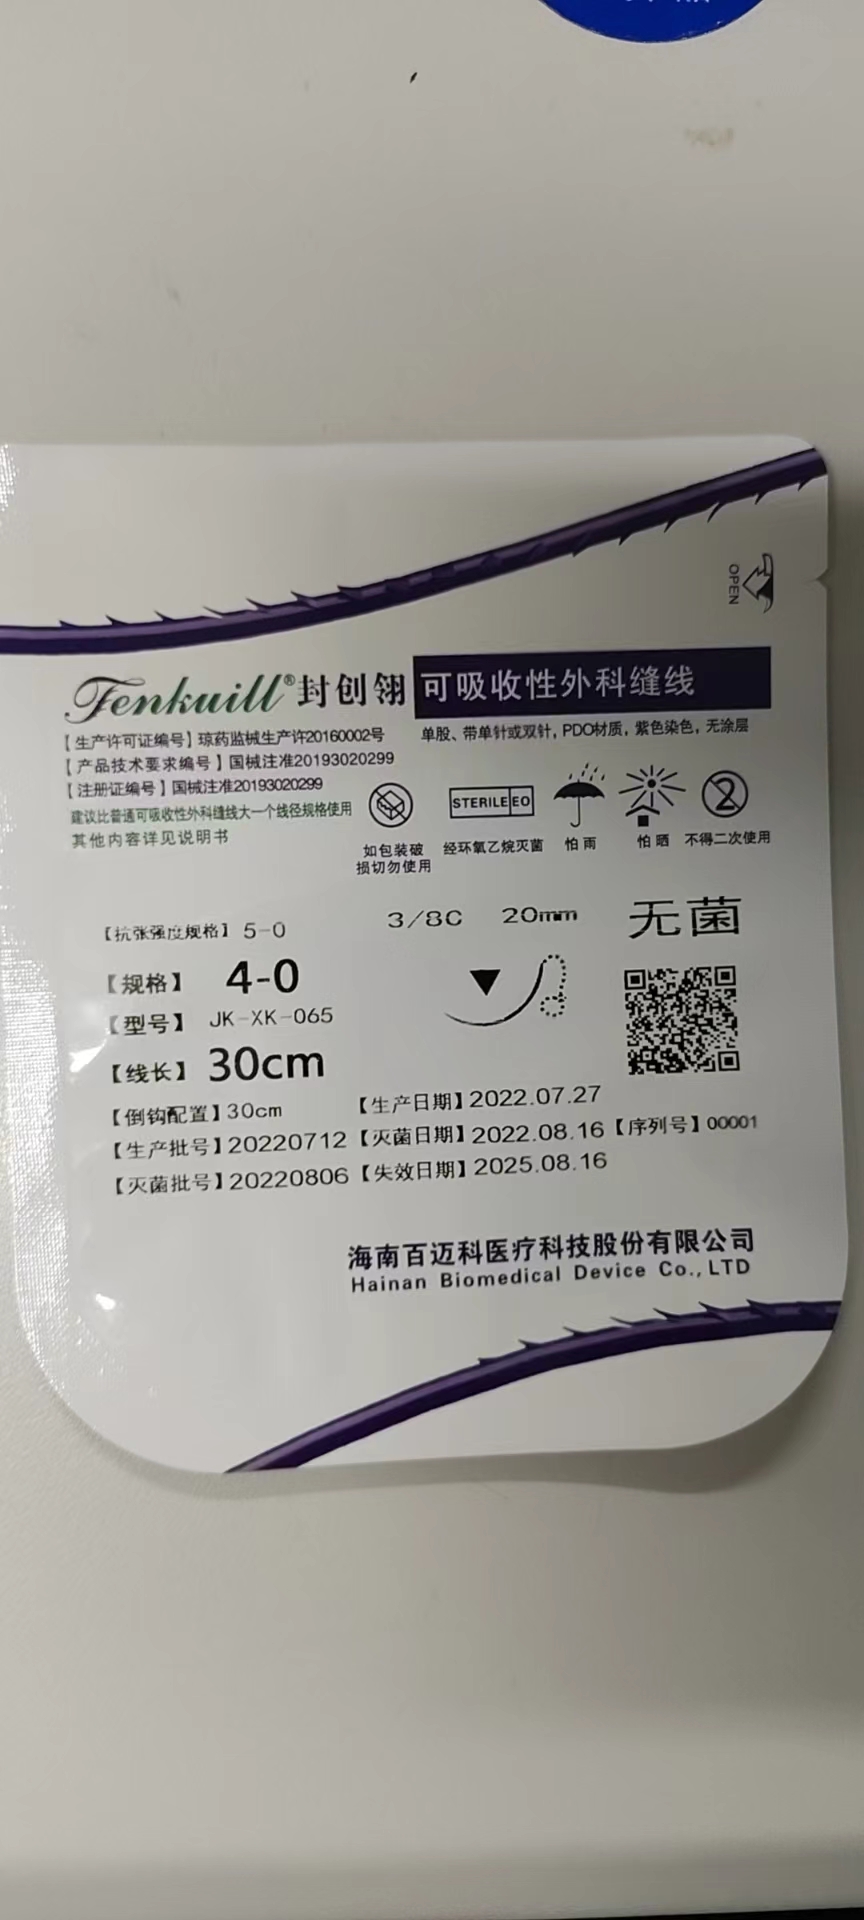 OPEN
Fenkuill®封创翎 可吸收性外科缝线
单股、带单针或双针，PDO材质，紫色染色，无涂层
【生产许可证编号】琼药监械生产许20160002号
【产品技术要求编号】国械注准20193020299
【注册证编号】国械注准20193020299
建议比普通可吸收性外科缝线大一个线径规格使用
其他内容详见说明书
STERILE EO
2
如包装破损切勿使用
经环氧乙烷灭菌
怕雨
怕晒
不得二次使用
【抗张强度规格】5-0
3/8C 20mm
无菌
【规格】 4-0
【型号】 JK-XK-065
【线长】 30cm
【倒钩配置】30cm 【生产日期】2022.07.27
【生产批号】20220712 【灭菌日期】2022.08.16 【序列号】00001
【灭菌批号】20220806 【失效日期】2025.08.16
海南百迈科医疗科技股份有限公司
Hainan Biomedical Device Co., LTD